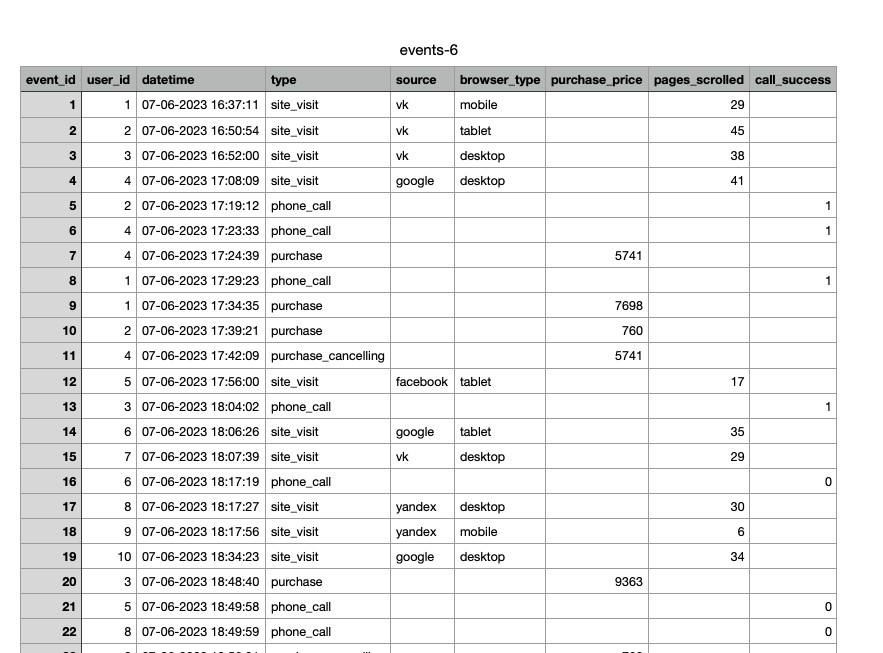 events-6
event_id user_id datetime type source browser_type purchase_price pages_scrolled call_success
1 1 07-06-2023 16:37:11 site_visit vk mobile 29
2 2 07-06-2023 16:50:54 site_visit vk tablet 45
3 3 07-06-2023 16:52:00 site_visit vk desktop 38
4 4 07-06-2023 17:08:09 site_visit google desktop 41
5 2 07-06-2023 17:19:12 phone_call 1
6 4 07-06-2023 17:23:33 phone_call 1
7 4 07-06-2023 17:24:39 purchase 5741
8 1 07-06-2023 17:29:23 phone_call 1
9 1 07-06-2023 17:34:35 purchase 7698
10 2 07-06-2023 17:39:21 purchase 760
11 4 07-06-2023 17:42:09 purchase_cancelling 5741
12 5 07-06-2023 17:56:00 site_visit facebook tablet 17
13 3 07-06-2023 18:04:02 phone_call 1
14 6 07-06-2023 18:06:26 site_visit google tablet 35
15 7 07-06-2023 18:07:39 site_visit vk desktop 29
16 6 07-06-2023 18:17:19 phone_call 0
17 8 07-06-2023 18:17:27 site_visit yandex desktop 30
18 9 07-06-2023 18:17:56 site_visit yandex mobile 6
19 10 07-06-2023 18:34:23 site_visit google desktop 34
20 3 07-06-2023 18:48:40 purchase 9363
21 5 07-06-2023 18:49:58 phone_call 0
22 8 07-06-2023 18:49:59 phone_call 0